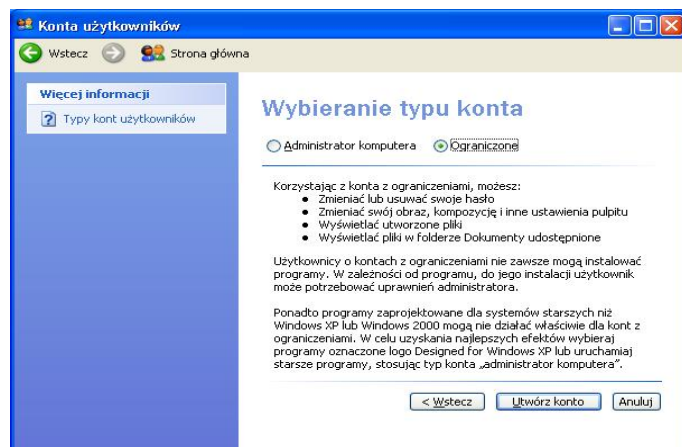 Konta użytkowników
Wstecz
Strona główna
Więcej informacji
Typy kont użytkowników
Wybieranie typu konta
Administrator komputera
Ograniczone
Korzystając z konta z ograniczeniami, możesz:
● Zmieniać lub usuwać swoje hasło
● Zmieniać swój obraz, kompozycję i inne ustawienia pulpitu
● Wyświetlać utworzone pliki
● Wyświetlać pliki w folderze Dokumenty udostępnione
Użytkownicy o kontach z ograniczeniami nie zawsze mogą instalować
programy. W zależności od programu, do jego instalacji użytkownik
może potrzebować uprawnień administratora.
Ponadto programy zaprojektowane dla systemów starszych niż
Windows XP lub Windows 2000 mogą nie działać właściwie dla kont z
ograniczeniami. W celu uzyskania najlepszych efektów wybieraj
programy oznaczone logo Designed for Windows XP lub uruchamiaj
starsze programy, stosując typ konta „administrator komputera”.
< Wstecz
Utwórz konto
Anuluj